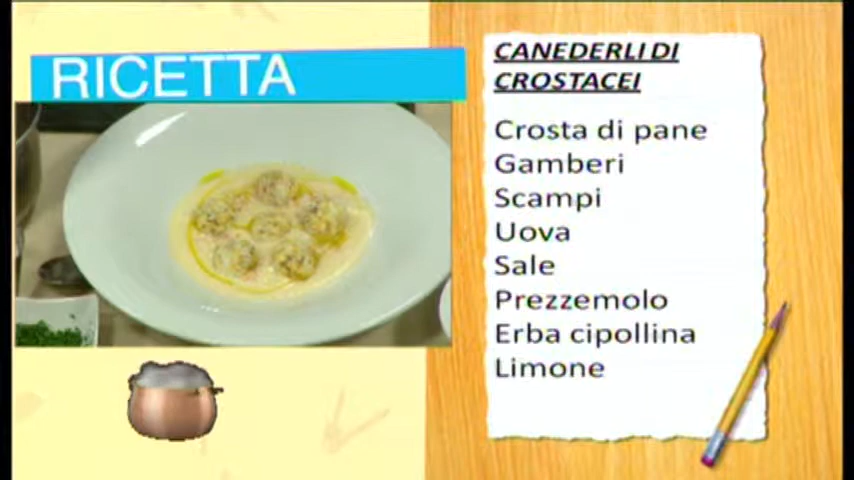 RICETTA
CANEDERLI DI
CROSTACEI
Crosta di pane
Gamberi
Scampi
Uova
Sale
Prezzemolo
Erba cipollina
Limone